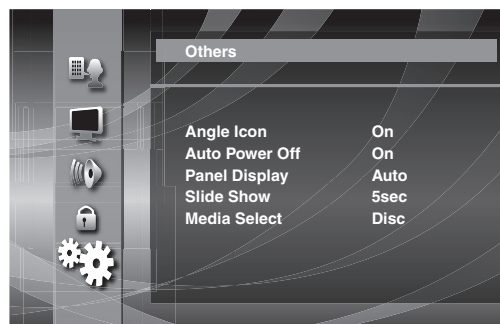 Others
Angle Icon On
Auto Power Off On
Panel Display Auto
Slide Show 5sec
Media Select Disc